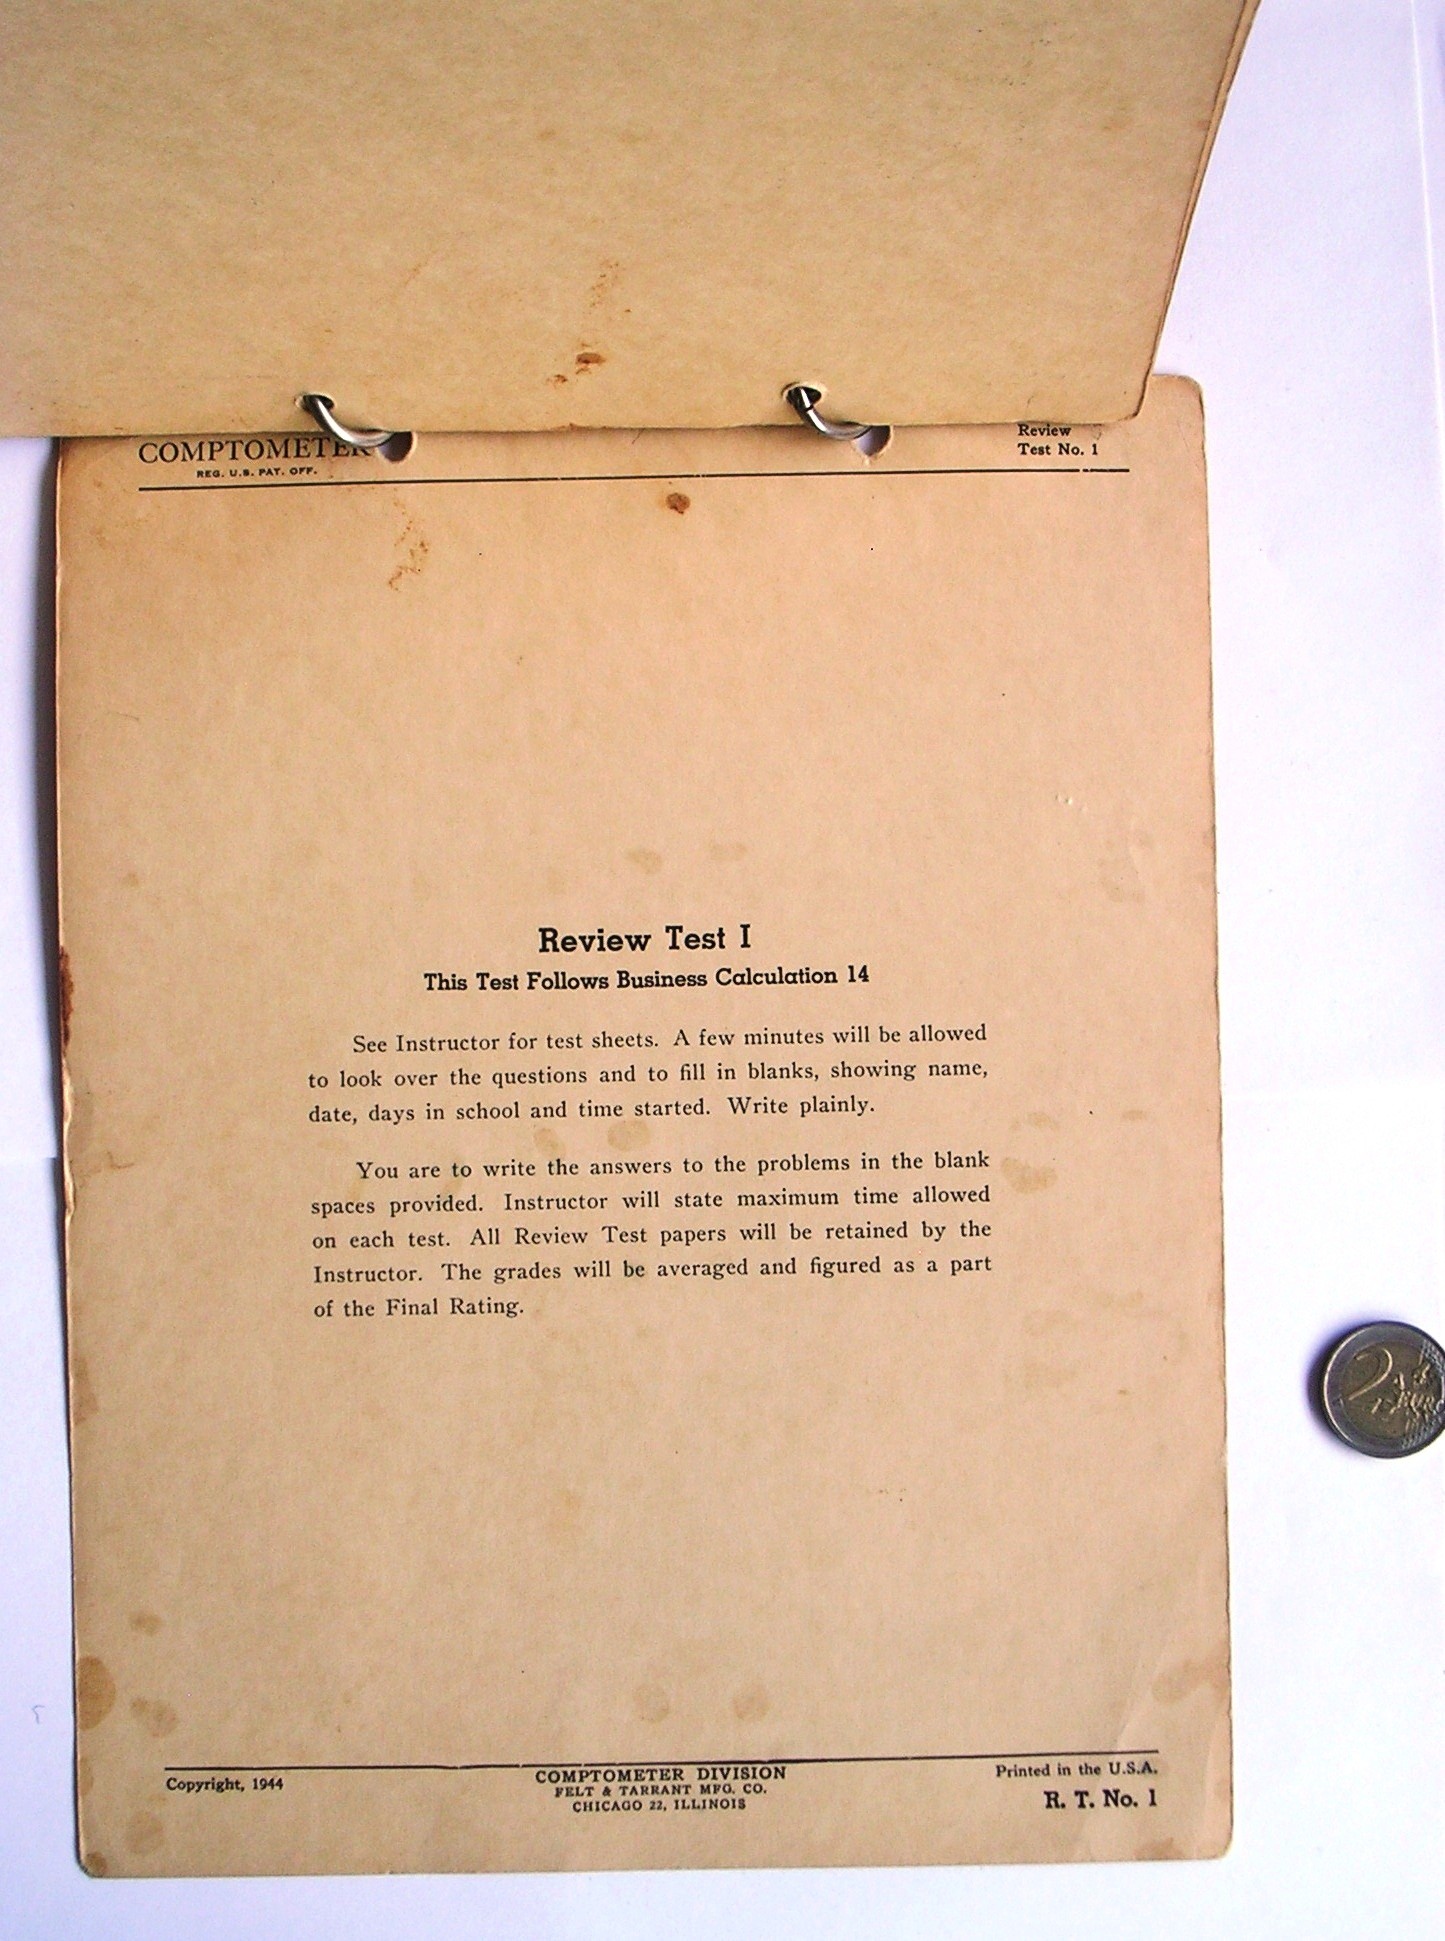 COMPTOMETER
REG. U.S. PAT. OFF.
Review
Test No. 1
Review Test I
This Test Follows Business Calculation 14
See Instructor for test sheets. A few minutes will be allowed
to look over the questions and to fill in blanks, showing name,
date, days in school and time started. Write plainly.
You are to write the answers to the problems in the blank
spaces provided. Instructor will state maximum time allowed
on each test. All Review Test papers will be retained by the
Instructor. The grades will be averaged and figured as a part
of the Final Rating.
Copyright, 1944
COMPTOMETER DIVISION
FELT & TARRANT MFG. CO.
CHICAGO 22, ILLINOIS
Printed in the U.S.A.
R. T. No. 1
2
EURO